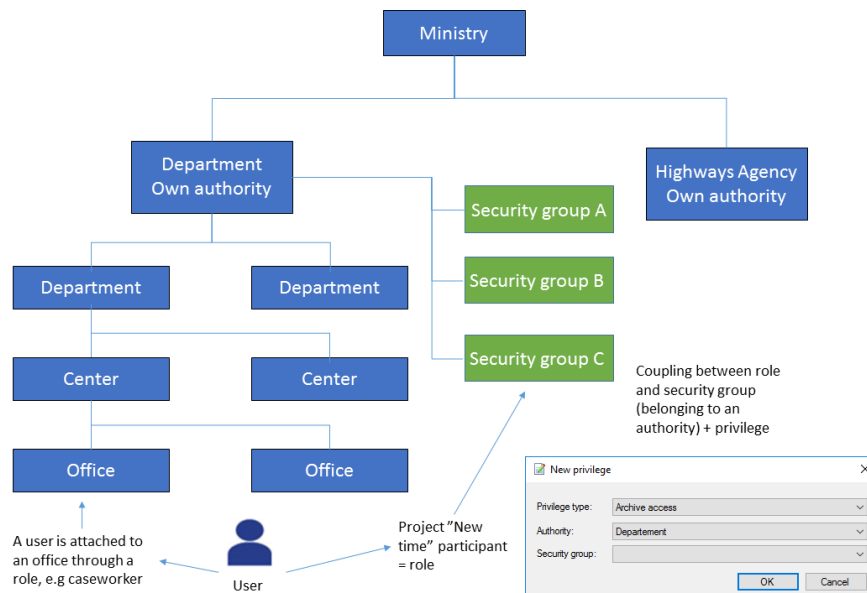 Ministry
Department
Own authority
Highways Agency
Own authority
Security group A
Security group B
Security group C
Department
Department
Center
Center
Office
Office
Coupling between role
and security group
(belonging to an
authority) + privilege
A user is attached to
an office through a
role, e.g caseworker
User
Project ”New
time” participant
= role
New privilege
Privilege type:
Archive access
Authority:
Departement
Security group:
OK
Cancel